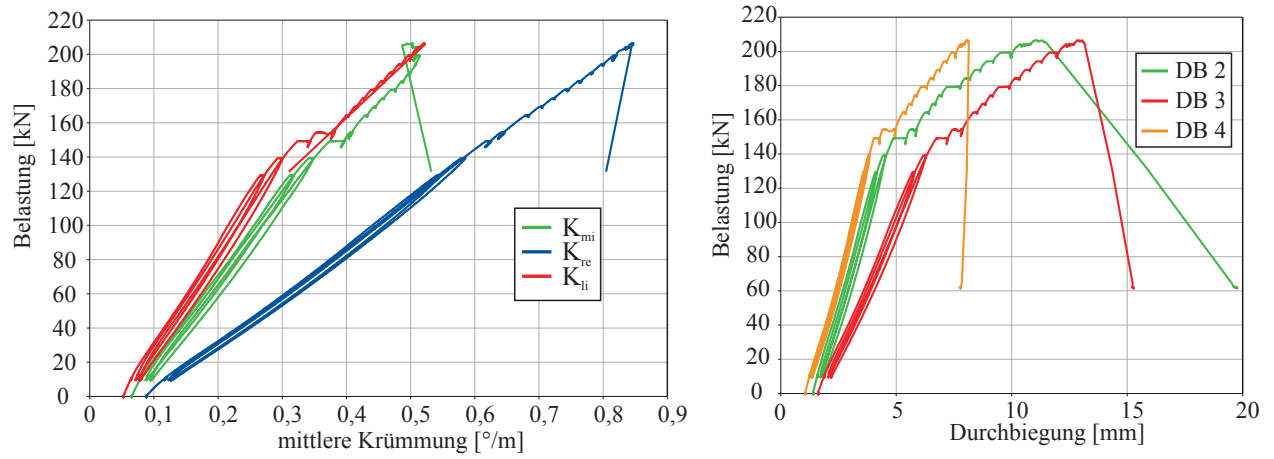 220
200
180
160
140
120
100
80
60
40
20
0
Belastung [kN]
0 0,1 0,2 0,3 0,4 0,5 0,6 0,7 0,8 0,9
mittlere Krümmung [°/m]
K mi
K re
K li
220
200
180
160
140
120
100
80
60
40
20
0
Belastung [kN]
0 5 10 15 20
Durchbiegung [mm]
DB 2
DB 3
DB 4